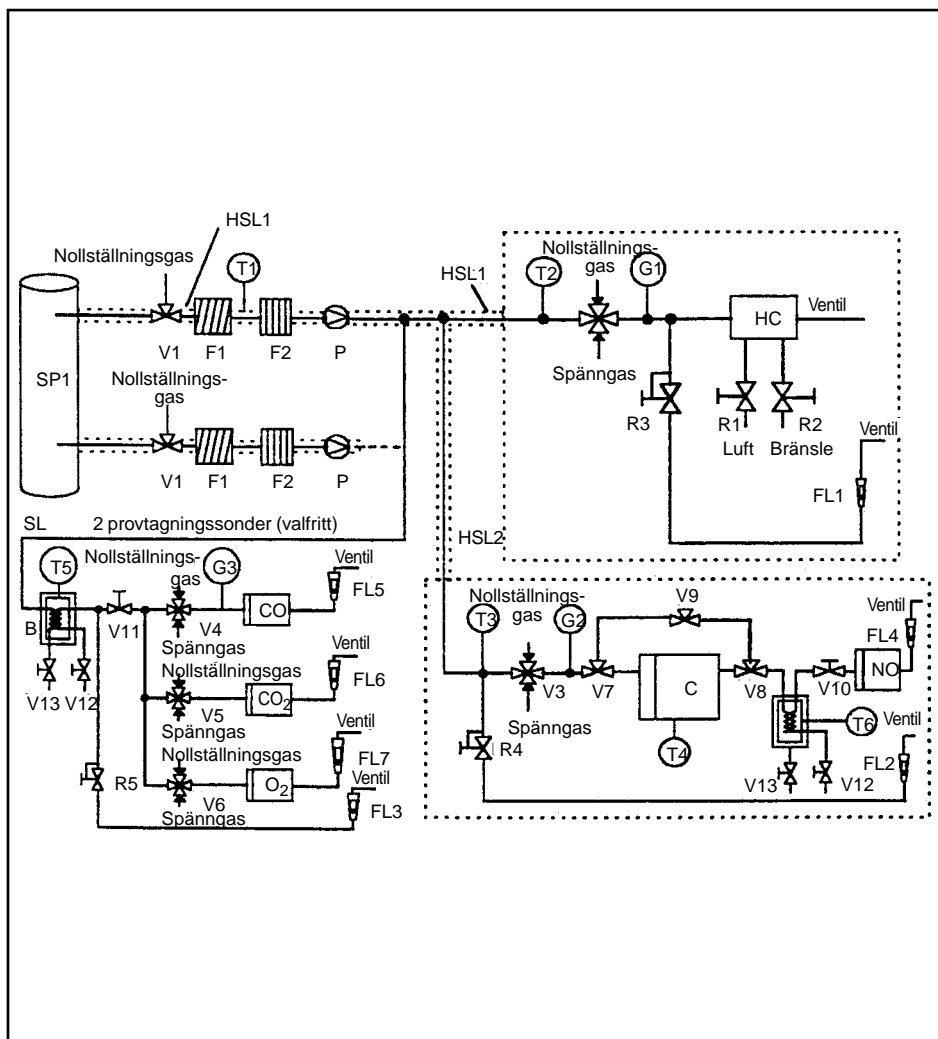 HSL1
Nollställningsgas
T1
SP1
V1
F1
F2
P
Nollställnings-
gas
V1
F1
F2
P
SL
2 provtagningssonder (valfritt)
HSL1
T2
Nollställnings-
gas
G1
Spänngas
HC
Ventil
R3
R1
Luft
R2
Bränsle
Ventil
FL1
HSL2
T5
B
V13
V12
V11
Nollställnings-
gas
G3
V4
Spänngas
CO
Ventil
FL5
Nollställningsgas
V5
Spänngas
CO2
Ventil
FL6
Nollställningsgas
V6
Spänngas
O2
Ventil
FL7
R5
Ventil
FL3
T3
Nollställnings-
gas
G2
V3
Spänngas
V7
V9
C
T4
V8
V10
NO
Ventil
FL4
T6
V13
V12
R4
Ventil
FL2